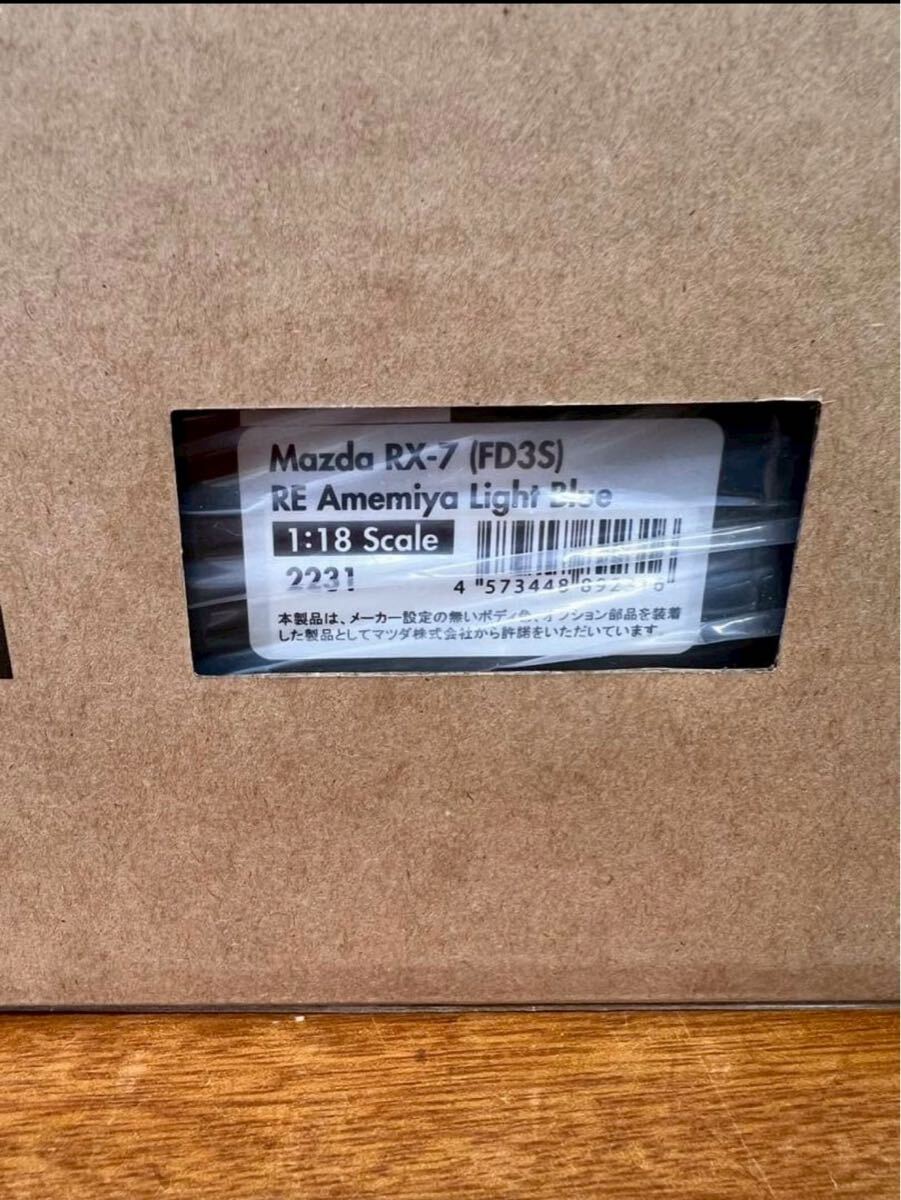 Mazda RX-7 (FD3S)
RE Amemiya Light Blue
1:18 Scale
2231
4 573448 892316
本製品は、メーカー設定の無いボディ色、オプション部品を装着
した製品としてマツダ株式会社から許諾をいただいています。